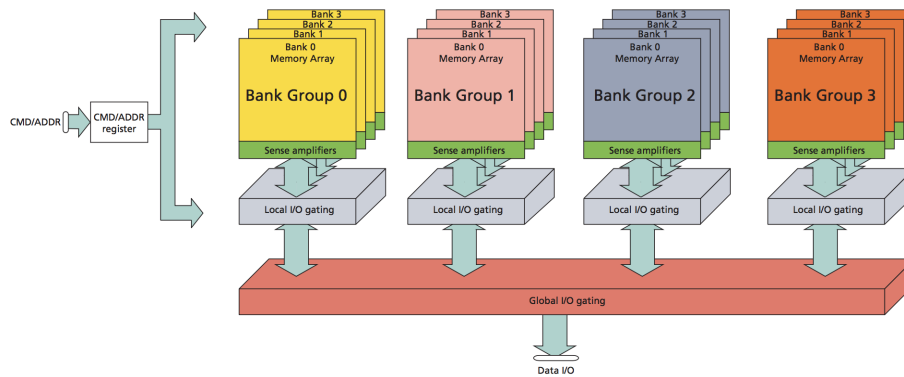 Bank 3
Bank 2
Bank 1
Bank 0
Memory Array
Bank Group 0
Sense amplifiers
Local I/O gating
Bank 3
Bank 2
Bank 1
Bank 0
Memory Array
Bank Group 1
Sense amplifiers
Local I/O gating
Bank 3
Bank 2
Bank 1
Bank 0
Memory Array
Bank Group 2
Sense amplifiers
Local I/O gating
Bank 3
Bank 2
Bank 1
Bank 0
Memory Array
Bank Group 3
Sense amplifiers
Local I/O gating
CMD/ADDR
CMD/ADDR
register
Global I/O gating
Data I/O